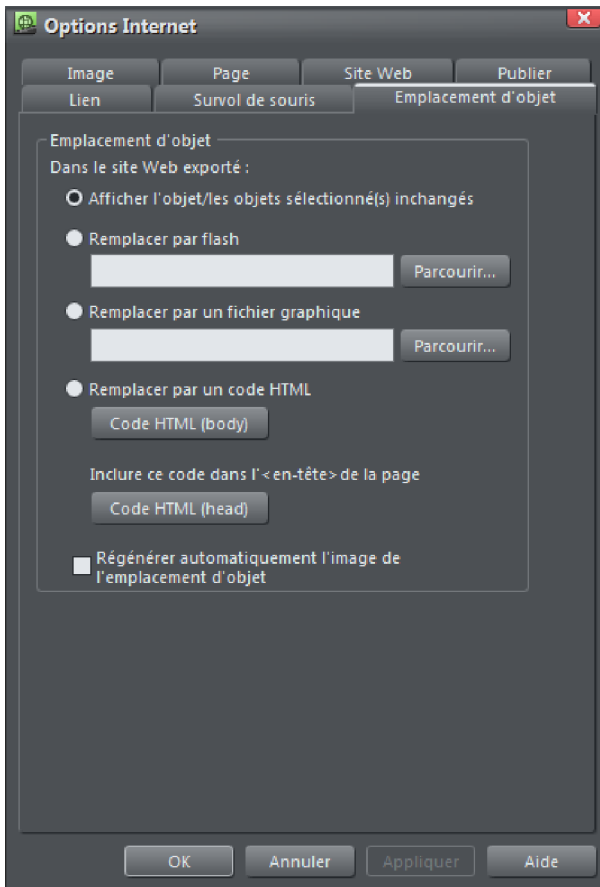 Options Internet
Image
Page
Site Web
Publier
Lien
Survol de souris
Emplacement d'objet
Emplacement d'objet
Dans le site Web exporté :
Afficher l'objet/les objets sélectionné(s) inchangés
Remplacer par flash
Parcourir...
Remplacer par un fichier graphique
Parcourir...
Remplacer par un code HTML
Code HTML (body)
Inclure ce code dans l'<en-tête> de la page
Code HTML (head)
Régénérer automatiquement l'image de
l'emplacement d'objet
OK
Annuler
Appliquer
Aide